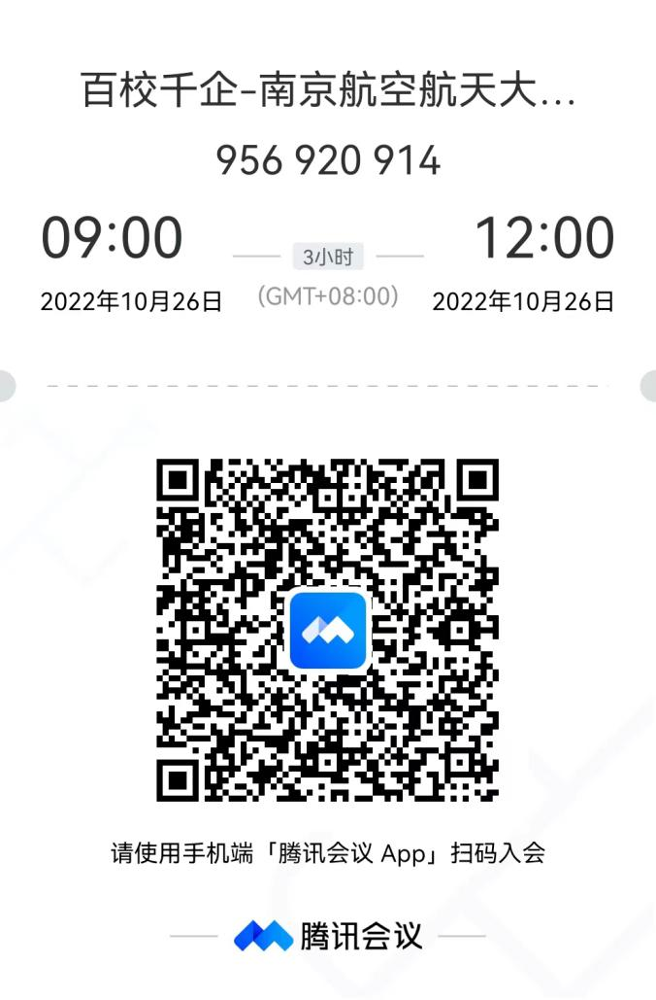 百校千企-南京航空航天大...
956 920 914
09:00
3小时
12:00
2022年10月26日
(GMT+08:00)
2022年10月26日
请使用手机端「腾讯会议 App」扫码入会
腾讯会议